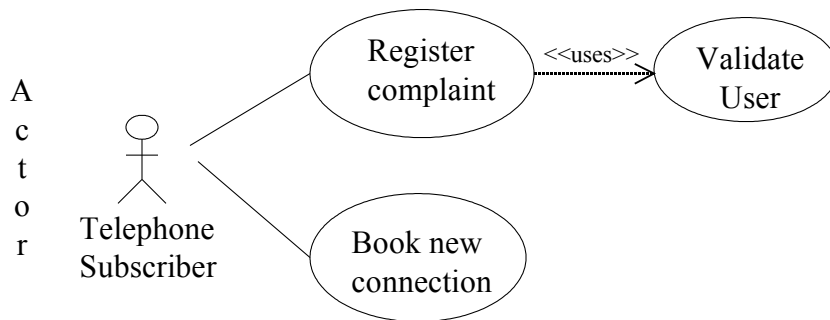 Register
complaint
<<uses>>
Validate
User
A
c
t
o
r
Telephone
Subscriber
Book new
connection